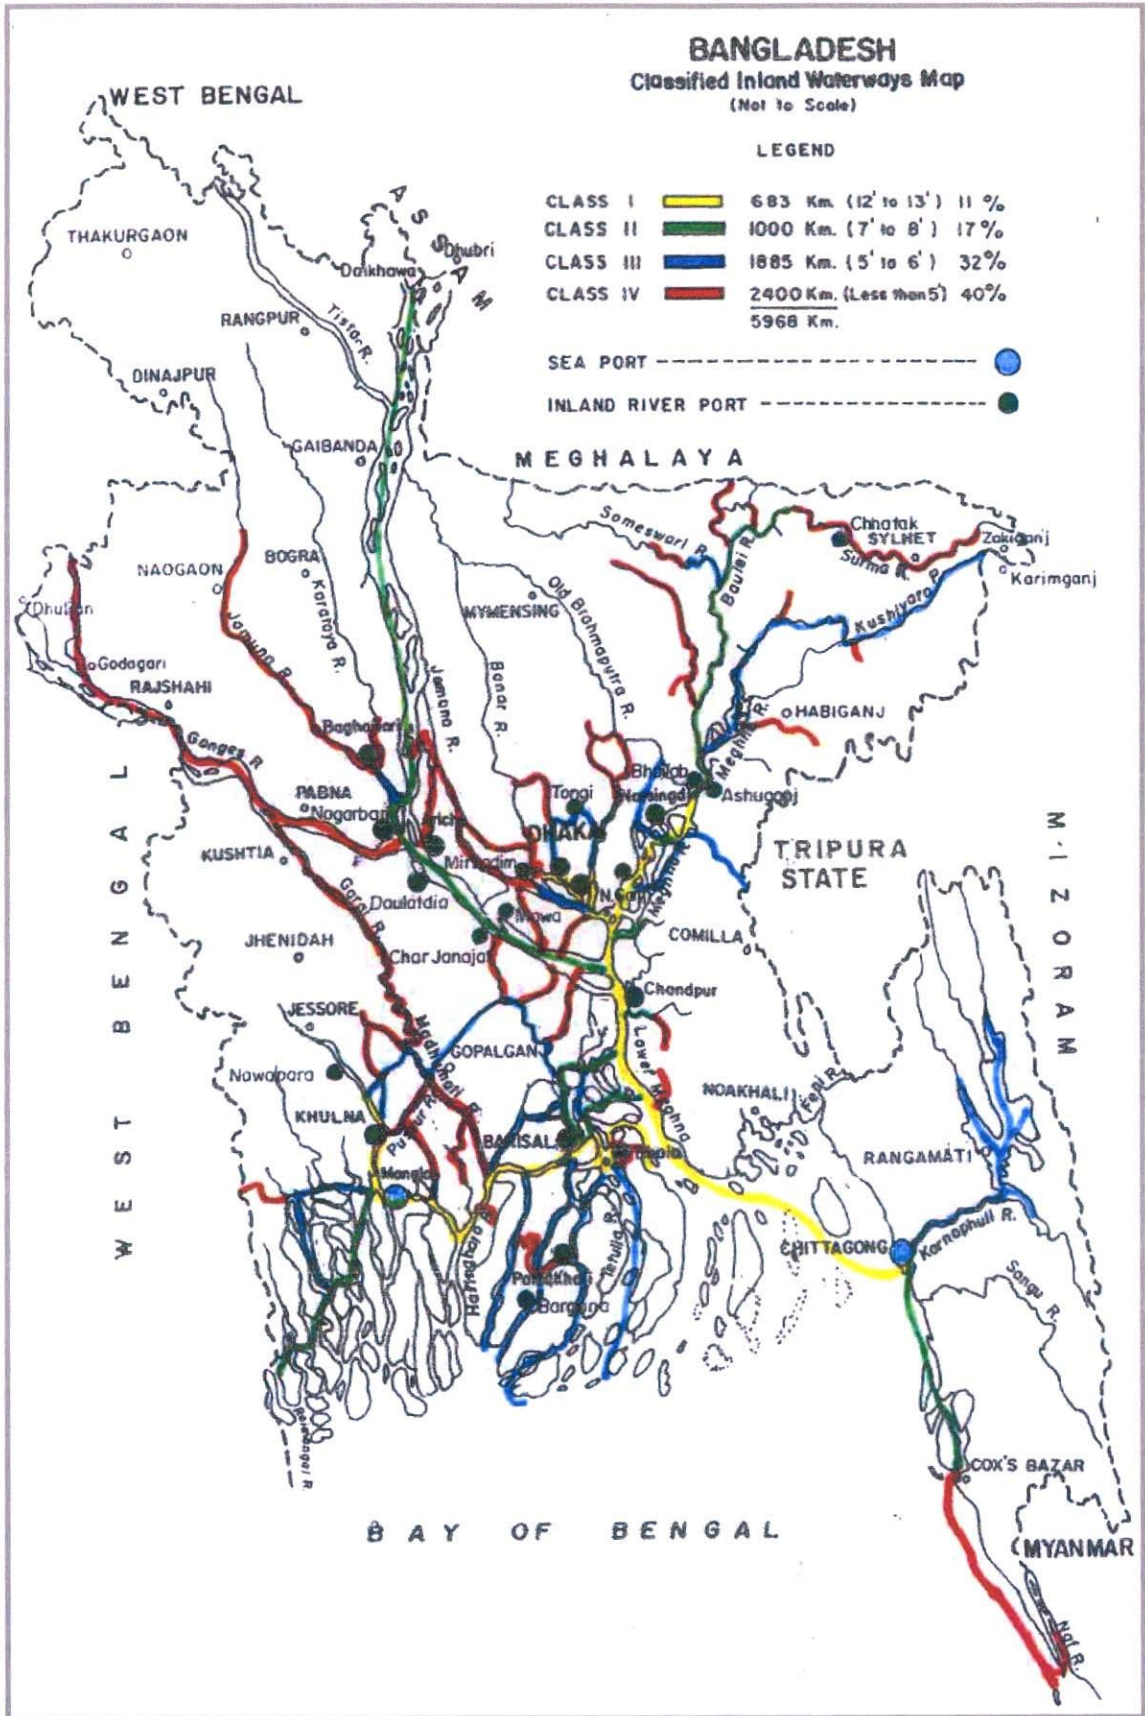 BANGLADESH
Classified Inland Waterways Map
(Not to Scale)
LEGEND
CLASS I 683 Km. (12' to 13') 11 %
CLASS II 1000 Km. (7' to 8') 17%
CLASS III 1885 Km. (5' to 6') 32%
CLASS IV 2400 Km. (Less than 5') 40%
5968 Km.
SEA PORT
INLAND RIVER PORT
WEST BENGAL
ASSAM
THAKURGAON
Dhubri
Daikhawa
RANGPUR
Tista R.
DINAJPUR
GAIBANDA
MEGHALAYA
Someswari R.
Baulai R.
Chhatak
SYLHET
Surma R.
Zakiganj
Karimganj
Kushiyara R.
BOGRA
NAOGAON
Karataya R.
MYMENSING
Old Brahmaputra R.
Dhulian
Jamuna R.
Godagari
RAJSHAHI
Jamuna R.
Banar R.
HABIGANJ
Baghabari
Ganges R
Meghna R.
Bhairab
Ashuganj
PABNA
Nagarbari
Aricha
Tongi
Narsingdi
DHAKA
KUSHTIA
Mirkadim
TRIPURA
STATE
MIZORAM
Garai R.
Daulatdia
Mawa
Meghna R.
COMILLA
JHENIDAH
Char Janajat
Chandpur
WEST BENGAL
JESSORE
Madhumati R.
GOPALGANJ
Lower Meghna
Nawapara
NOAKHALI
Feni R.
KHULNA
Pussur R.
BARISAL
RANGAMATI
Mongla
CHITTAGONG
Karnaphuli R.
Tetulia R.
Patuakhali
Barguna
Sangu R.
COX'S BAZAR
BAY OF BENGAL
MYANMAR
Naf R.